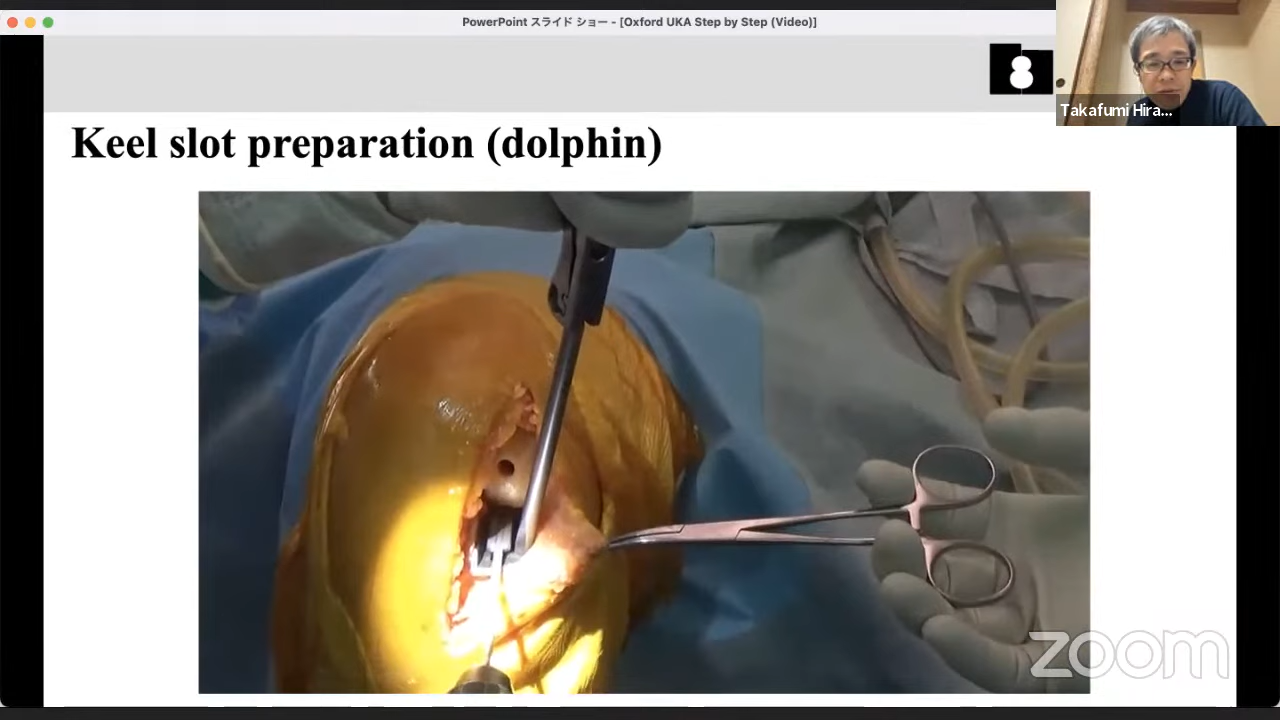 PowerPoint スライド ショー - [Oxford UKA Step by Step (Video)]
Takafumi Hira...
Keel slot preparation (dolphin)
zoom